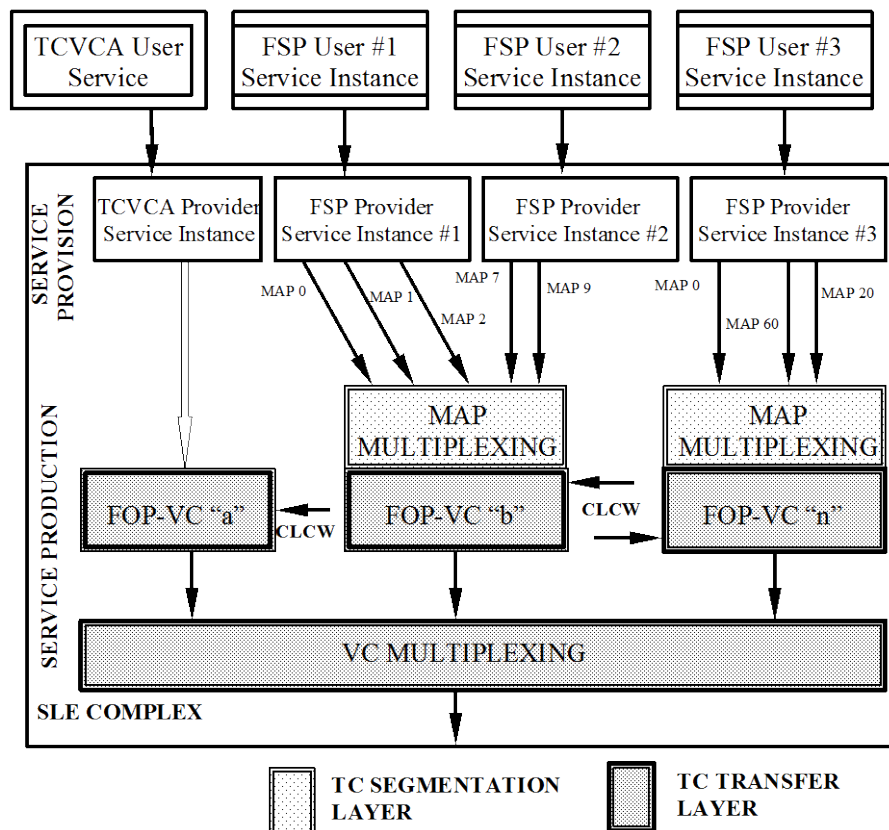 TCVCA User
Service
FSP User #1
Service Instance
FSP User #2
Service Instance
FSP User #3
Service Instance
SERVICE
PROVISION
TCVCA Provider
Service Instance
FSP Provider
Service Instance #1
FSP Provider
Service Instance #2
FSP Provider
Service Instance #3
MAP 0
MAP 1
MAP 2
MAP 7
MAP 9
MAP 0
MAP 60
MAP 20
SERVICE PRODUCTION
MAP
MULTIPLEXING
MAP
MULTIPLEXING
FOP-VC “a”
CLCW
FOP-VC “b”
CLCW
FOP-VC “n”
VC MULTIPLEXING
SLE COMPLEX
TC SEGMENTATION
LAYER
TC TRANSFER
LAYER